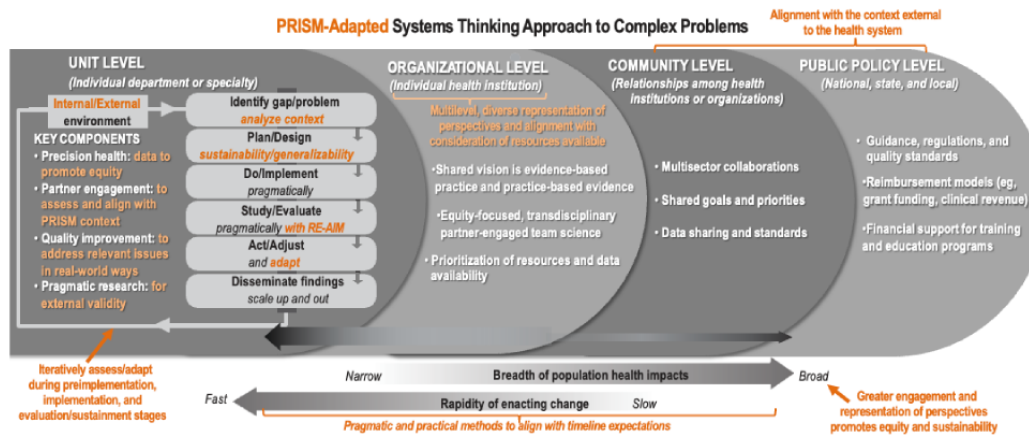 PRISM-Adapted Systems Thinking Approach to Complex Problems
Alignment with the context external
to the health system
UNIT LEVEL
(Individual department or specialty)
Internal/External
environment
KEY COMPONENTS
• Precision health: data to
promote equity
• Partner engagement: to
assess and align with
PRISM context
• Quality improvement: to
address relevant issues
in real-world ways
• Pragmatic research: for
external validity
Identify gap/problem
analyze context
Plan/Design
sustainability/generalizability
Do/Implement
pragmatically
Study/Evaluate
pragmatically with RE-AIM
Act/Adjust
and adapt
Disseminate findings
scale up and out
ORGANIZATIONAL LEVEL
(Individual health institution)
Multilevel, diverse representation of
perspectives and alignment with
consideration of resources available
• Shared vision is evidence-based
practice and practice-based evidence
• Equity-focused, transdisciplinary
partner-engaged team science
• Prioritization of resources and data
availability
COMMUNITY LEVEL
(Relationships among health
institutions or organizations)
• Multisector collaborations
• Shared goals and priorities
• Data sharing and standards
PUBLIC POLICY LEVEL
(National, state, and local)
• Guidance, regulations, and
quality standards
• Reimbursement models (eg,
grant funding, clinical revenue)
• Financial support for training
and education programs
Iteratively assess/adapt
during preimplementation,
implementation, and
evaluation/sustainment stages
Narrow
Breadth of population health impacts
Broad
Fast
Rapidity of enacting change
Slow
Pragmatic and practical methods to align with timeline expectations
Greater engagement and
representation of perspectives
promotes equity and sustainability